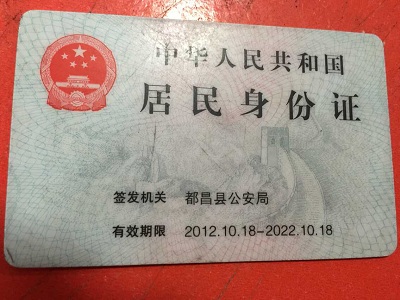 中华人民共和国
居民身份证
签发机关 都昌县公安局
有效期限 2012.10.18-2022.10.18